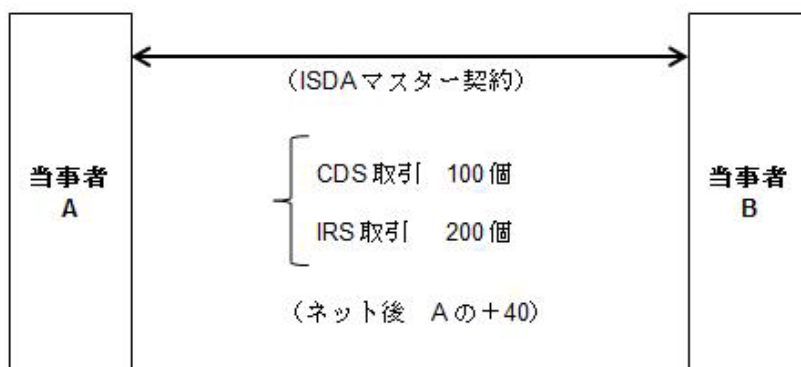 (ISDAマスター契約)
当事者
A
CDS取引 100個
IRS取引 200個
当事者
B
(ネット後 Aの+40)